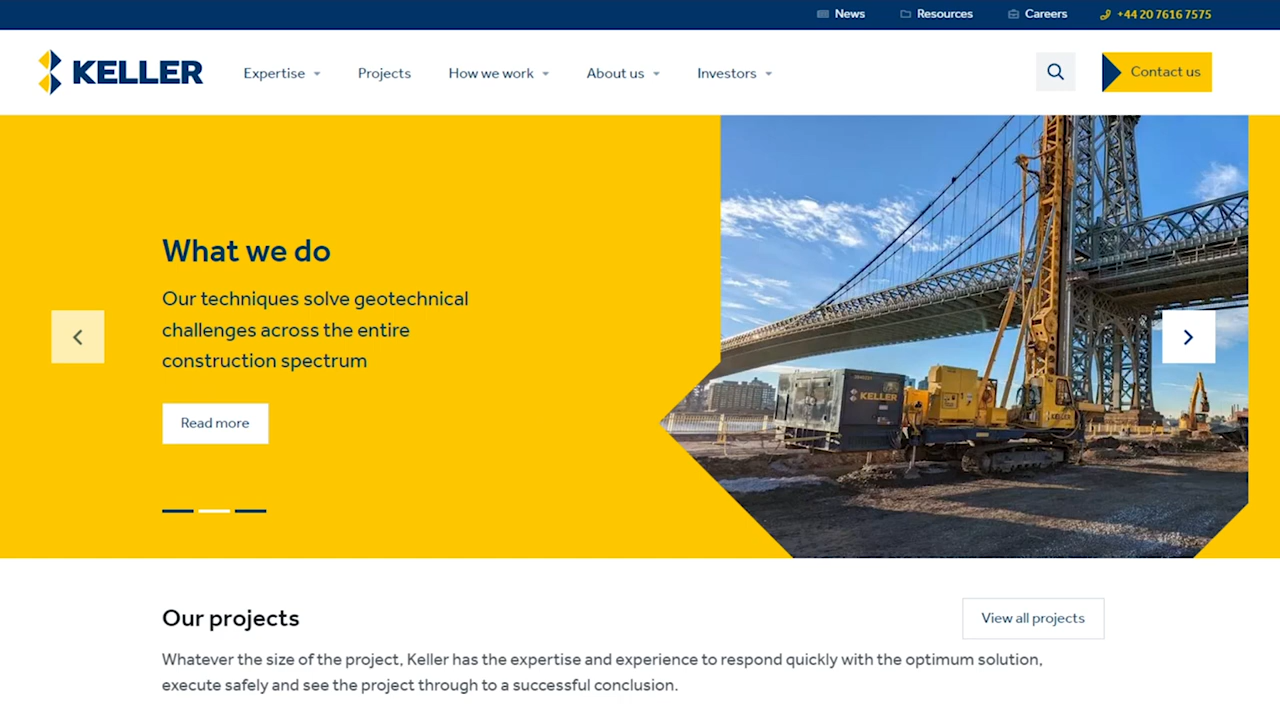 News Resources Careers +44 20 7616 7575
KELLER Expertise Projects How we work About us Investors Contact us
What we do
Our techniques solve geotechnical
challenges across the entire
construction spectrum
Read more
KELLER
KELLER
Our projects
View all projects
Whatever the size of the project, Keller has the expertise and experience to respond quickly with the optimum solution,
execute safely and see the project through to a successful conclusion.